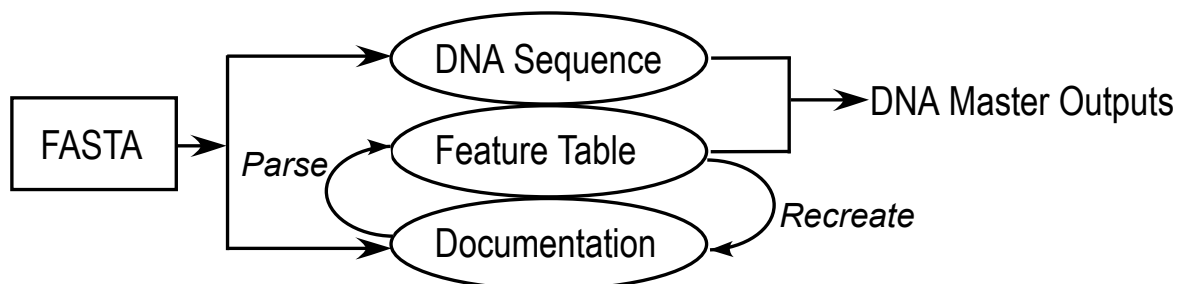 DNA Sequence
FASTA
DNA Master Outputs
Parse
Feature Table
Recreate
Documentation